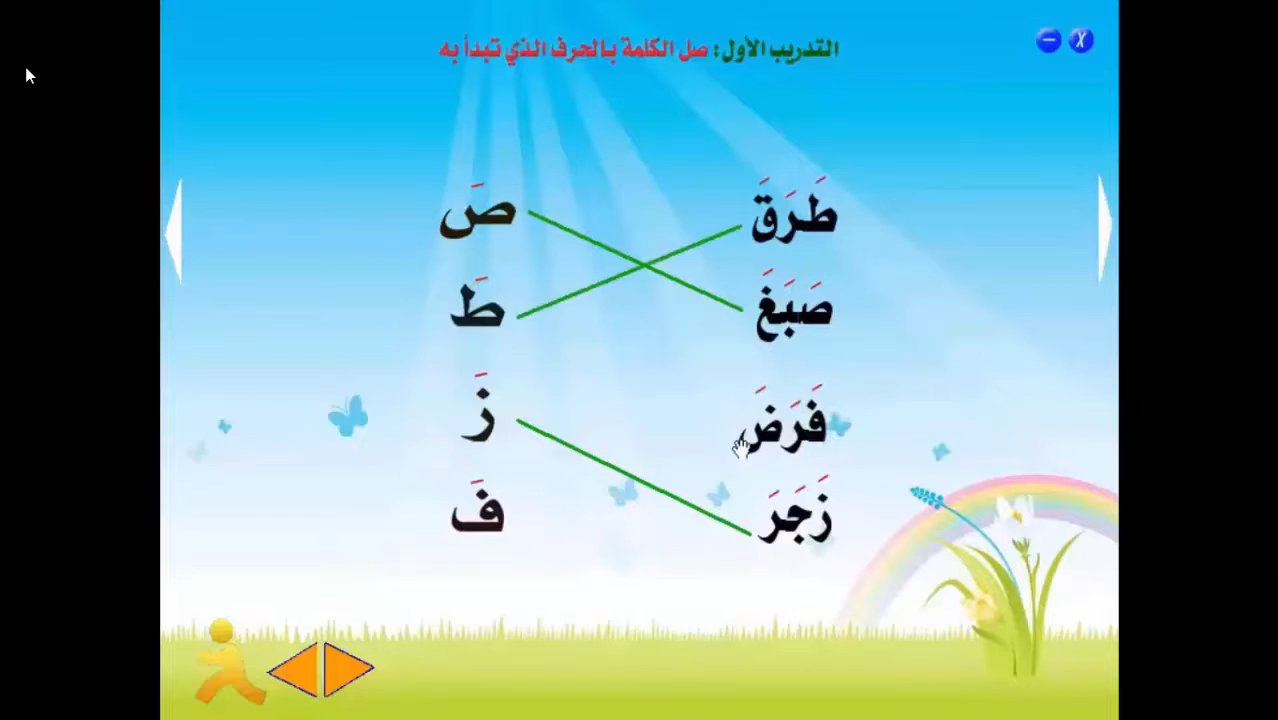 التدريب الأول: صل الكلمة بالحرف الذي تبدأ به
طَرَقَ
صَ
صَبَغَ
طَ
فَرَضَ
زَ
زَجَرَ
فَ